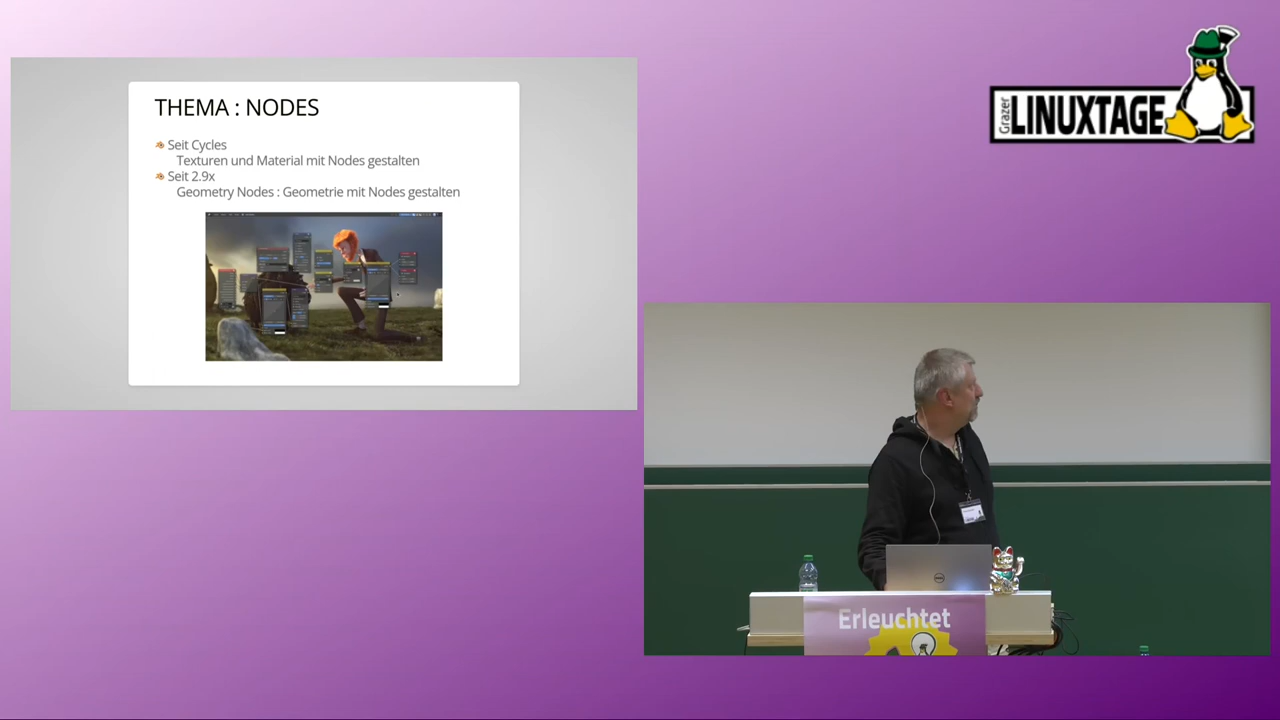 THEMA : NODES
Seit Cycles
Texturen und Material mit Nodes gestalten
Seit 2.9x
Geometry Nodes : Geometrie mit Nodes gestalten
Grazer
LINUXTAGE
DELL
Erleuchtet